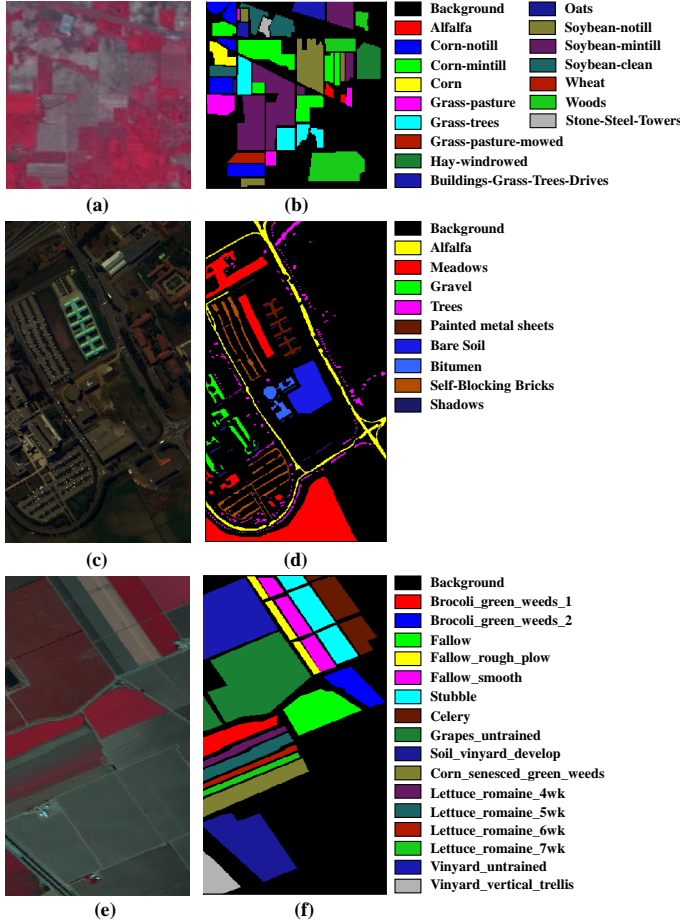 Background
Alfalfa
Corn-notill
Corn-mintill
Corn
Grass-pasture
Grass-trees
Grass-pasture-mowed
Hay-windrowed
Buildings-Grass-Trees-Drives
Oats
Soybean-notill
Soybean-mintill
Soybean-clean
Wheat
Woods
Stone-Steel-Towers
(a)
(b)
Background
Alfalfa
Meadows
Gravel
Trees
Painted metal sheets
Bare Soil
Bitumen
Self-Blocking Bricks
Shadows
(c)
(d)
Background
Brocoli_green_weeds_1
Brocoli_green_weeds_2
Fallow
Fallow_rough_plow
Fallow_smooth
Stubble
Celery
Grapes_untrained
Soil_vinyard_develop
Corn_senesced_green_weeds
Lettuce_romaine_4wk
Lettuce_romaine_5wk
Lettuce_romaine_6wk
Lettuce_romaine_7wk
Vinyard_untrained
Vinyard_vertical_trellis
(e)
(f)